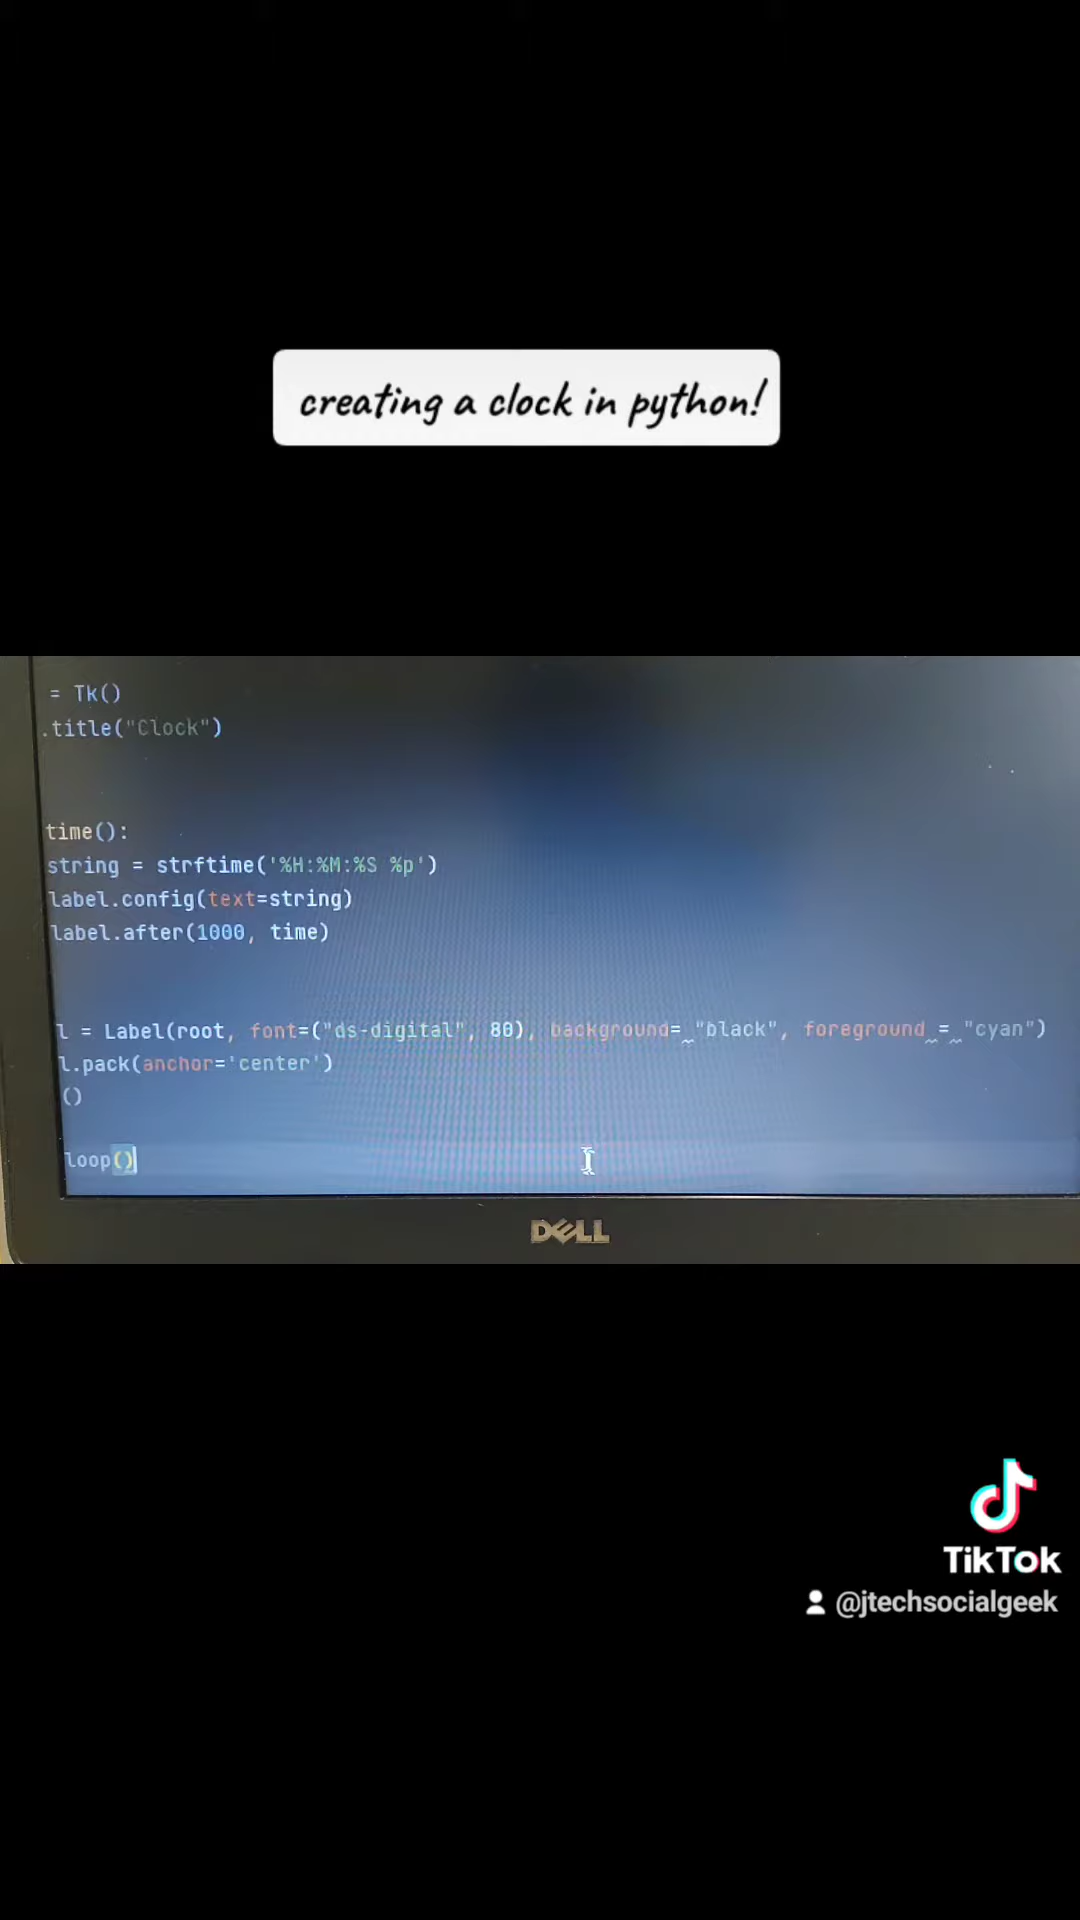 creating a clock in python!
= Tk()
.title("Clock")
time():
string = strftime('%H:%M:%S %p')
label.config(text=string)
label.after(1000, time)
l = Label(root, font=("ds-digital", 80), background= "black", foreground = "cyan")
l.pack(anchor='center')
()
loop()
DELL
TikTok
@jtechsocialgeek